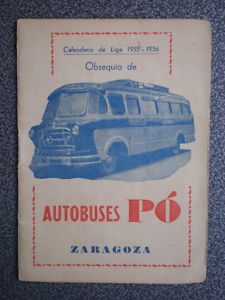 Calendario de Liga 1955-1956
Obsequio de
AUTOBUSES PÓ
ZARAGOZA